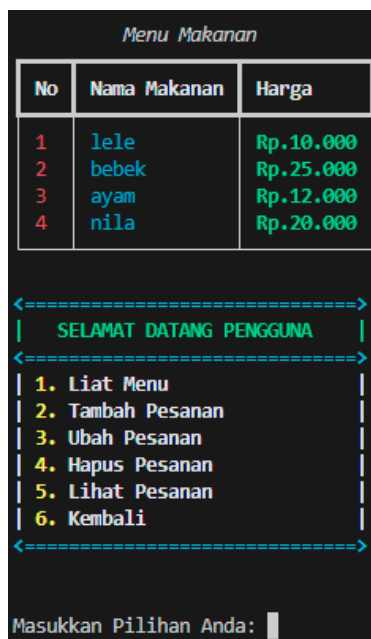 Menu Makanan
No Nama Makanan Harga
1 lele Rp.10.000
2 bebek Rp.25.000
3 ayam Rp.12.000
4 nila Rp.20.000
<==============================>
| SELAMAT DATANG PENGGUNA |
<==============================>
| 1. Liat Menu |
| 2. Tambah Pesanan |
| 3. Ubah Pesanan |
| 4. Hapus Pesanan |
| 5. Lihat Pesanan |
| 6. Kembali |
<==============================>
Masukkan Pilihan Anda: